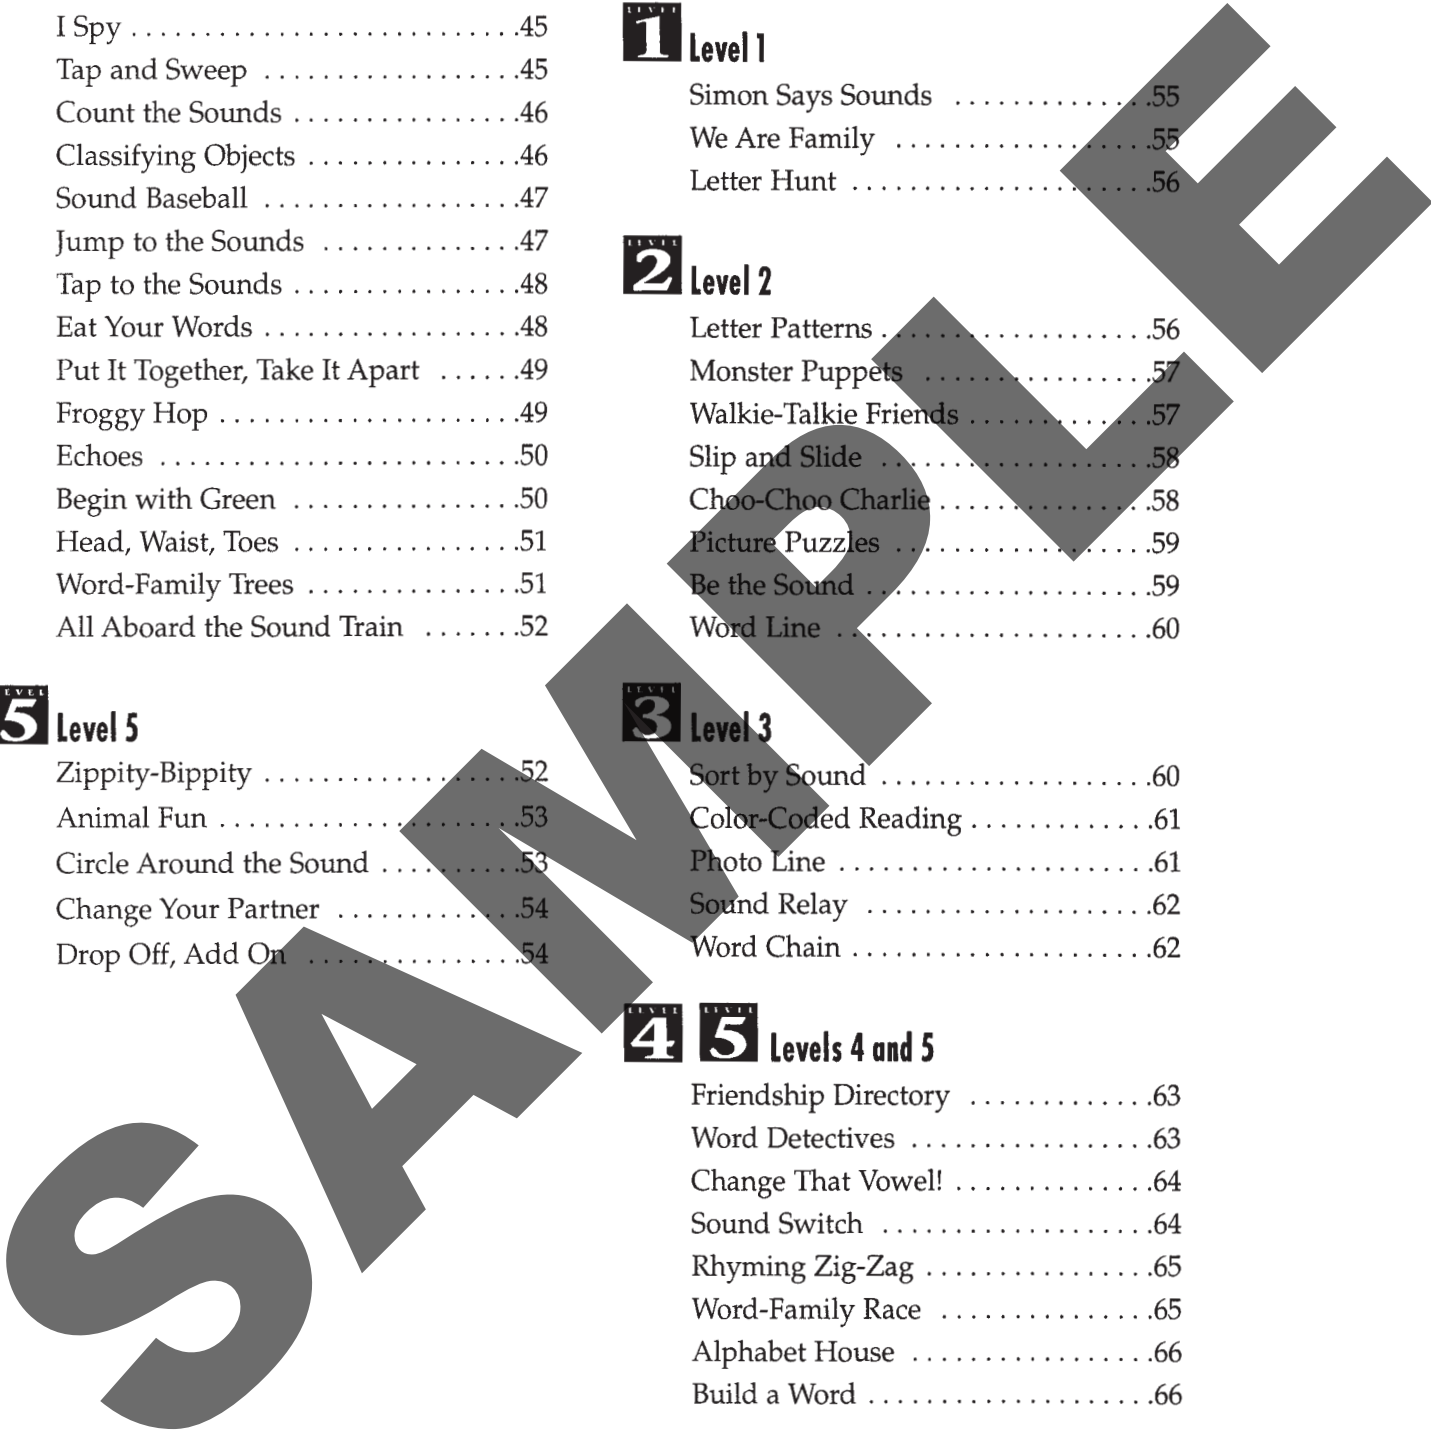 I Spy . . . . . . . . . . . . . . . . . . . . . . . . . . .45
Tap and Sweep . . . . . . . . . . . . . . . . . .45
Count the Sounds . . . . . . . . . . . . . . . .46
Classifying Objects . . . . . . . . . . . . . . .46
Sound Baseball . . . . . . . . . . . . . . . . . .47
Jump to the Sounds . . . . . . . . . . . . . .47
Tap to the Sounds . . . . . . . . . . . . . . . .48
Eat Your Words . . . . . . . . . . . . . . . . . .48
Put It Together, Take It Apart . . . . . .49
Froggy Hop . . . . . . . . . . . . . . . . . . . . .49
Echoes . . . . . . . . . . . . . . . . . . . . . . . . .50
Begin with Green . . . . . . . . . . . . . . . .50
Head, Waist, Toes . . . . . . . . . . . . . . . .51
Word-Family Trees . . . . . . . . . . . . . . .51
All Aboard the Sound Train . . . . . . .52
EVEL
5 Level 5
Zippity-Bippity . . . . . . . . . . . . . . . . . .52
Animal Fun . . . . . . . . . . . . . . . . . . . . .53
Circle Around the Sound . . . . . . . . . .53
Change Your Partner . . . . . . . . . . . . .54
Drop Off, Add On . . . . . . . . . . . . . . .54
LEVEL
1 Level 1
Simon Says Sounds . . . . . . . . . . . . . .55
We Are Family . . . . . . . . . . . . . . . . . .55
Letter Hunt . . . . . . . . . . . . . . . . . . . . .56
LEVEL
2 Level 2
Letter Patterns . . . . . . . . . . . . . . . . . . .56
Monster Puppets . . . . . . . . . . . . . . . .57
Walkie-Talkie Friends . . . . . . . . . . . . .57
Slip and Slide . . . . . . . . . . . . . . . . . . .58
Choo-Choo Charlie . . . . . . . . . . . . . . .58
Picture Puzzles . . . . . . . . . . . . . . . . . .59
Be the Sound . . . . . . . . . . . . . . . . . . . .59
Word Line . . . . . . . . . . . . . . . . . . . . . .60
LEVEL
3 Level 3
Sort by Sound . . . . . . . . . . . . . . . . . . .60
Color-Coded Reading . . . . . . . . . . . . .61
Photo Line . . . . . . . . . . . . . . . . . . . . . .61
Sound Relay . . . . . . . . . . . . . . . . . . . .62
Word Chain . . . . . . . . . . . . . . . . . . . . .62
LEVEL LEVEL
4 5 Levels 4 and 5
Friendship Directory . . . . . . . . . . . . .63
Word Detectives . . . . . . . . . . . . . . . . .63
Change That Vowel! . . . . . . . . . . . . . .64
Sound Switch . . . . . . . . . . . . . . . . . . .64
Rhyming Zig-Zag . . . . . . . . . . . . . . . .65
Word-Family Race . . . . . . . . . . . . . . .65
Alphabet House . . . . . . . . . . . . . . . . .66
Build a Word . . . . . . . . . . . . . . . . . . . .66
SAMPLE